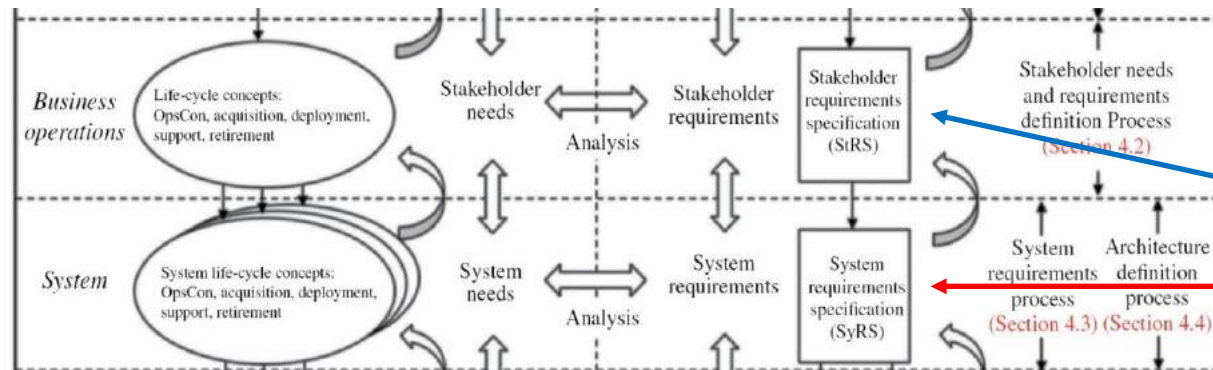 Business
operations
Life-cycle concepts:
OpsCon, acquisition, deployment,
support, retirement
Stakeholder
needs
Analysis
Stakeholder
requirements
Stakeholder
requirements
specification
(StRS)
Stakeholder needs
and requirements
definition Process
(Section 4.2)
System
System life-cycle concepts:
OpsCon, acquisition, deployment,
support, retirement
System
needs
Analysis
System
requirements
System
requirements
specification
(SyRS)
System
requirements
process
(Section 4.3)
Architecture
definition
process
(Section 4.4)